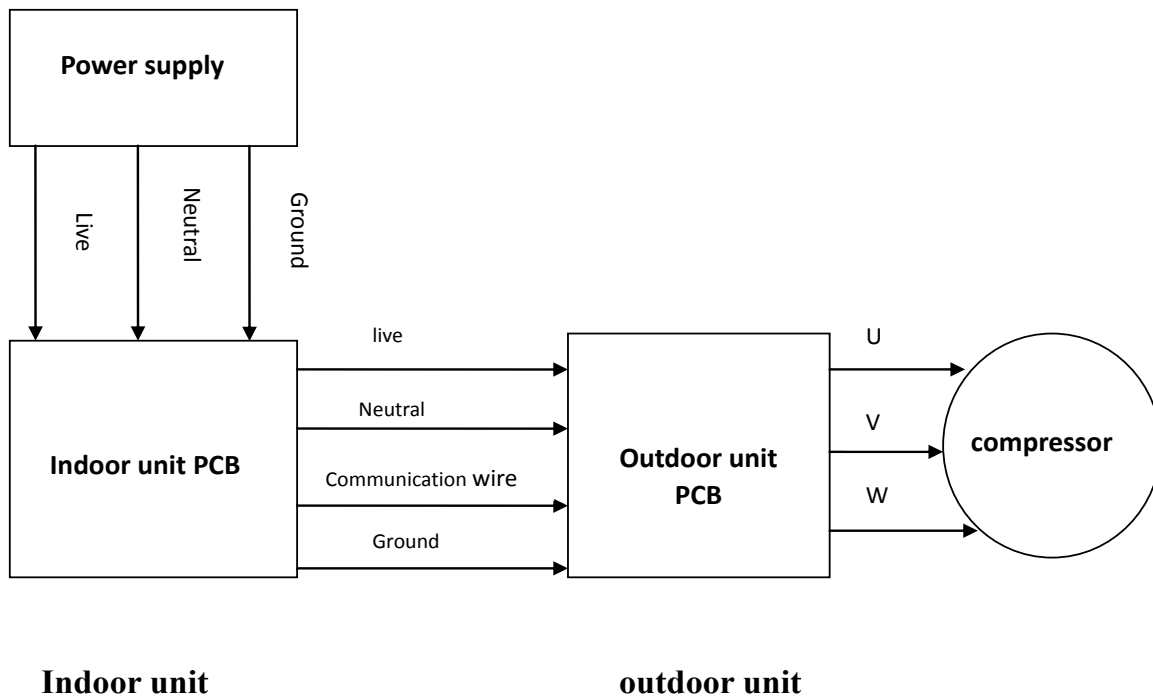 Power supply
Live
Neutral
Ground
live
Neutral
Communication wire
Ground
Indoor unit PCB
Outdoor unit
PCB
U
V
W
compressor
Indoor unit
outdoor unit